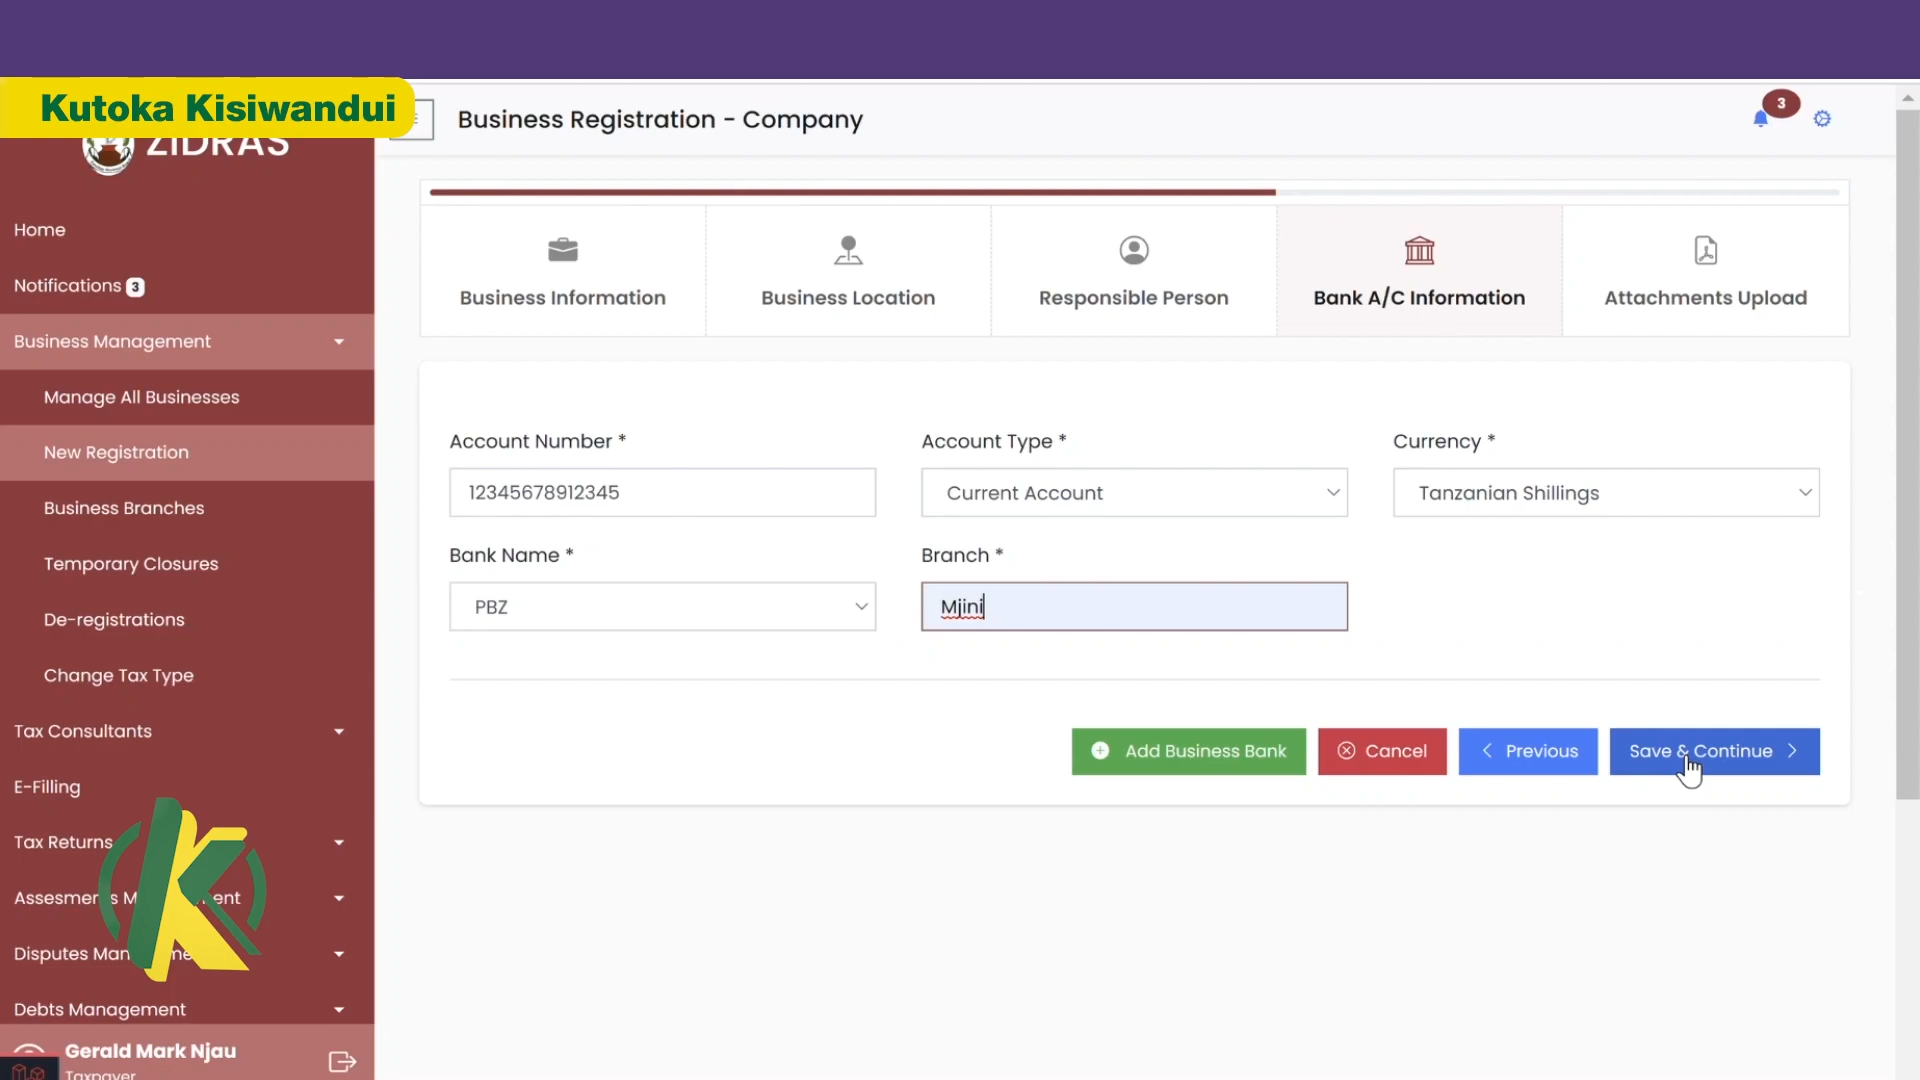 Kutoka Kisiwandui
ZIDRAS
Business Registration - Company
3
Home
Notifications 3
Business Management
Manage All Businesses
New Registration
Business Branches
Temporary Closures
De-registrations
Change Tax Type
Tax Consultants
E-Filling
Tax Returns
Disputes
Debts Management
Gerald Mark Njau
Taxpayer
Business Information
Business Location
Responsible Person
Bank A/C Information
Attachments Upload
Account Number *
12345678912345
Account Type *
Current Account
Currency *
Tanzanian Shillings
Bank Name *
PBZ
Branch *
Mjini
Add Business Bank
Cancel
Previous
Save & Continue